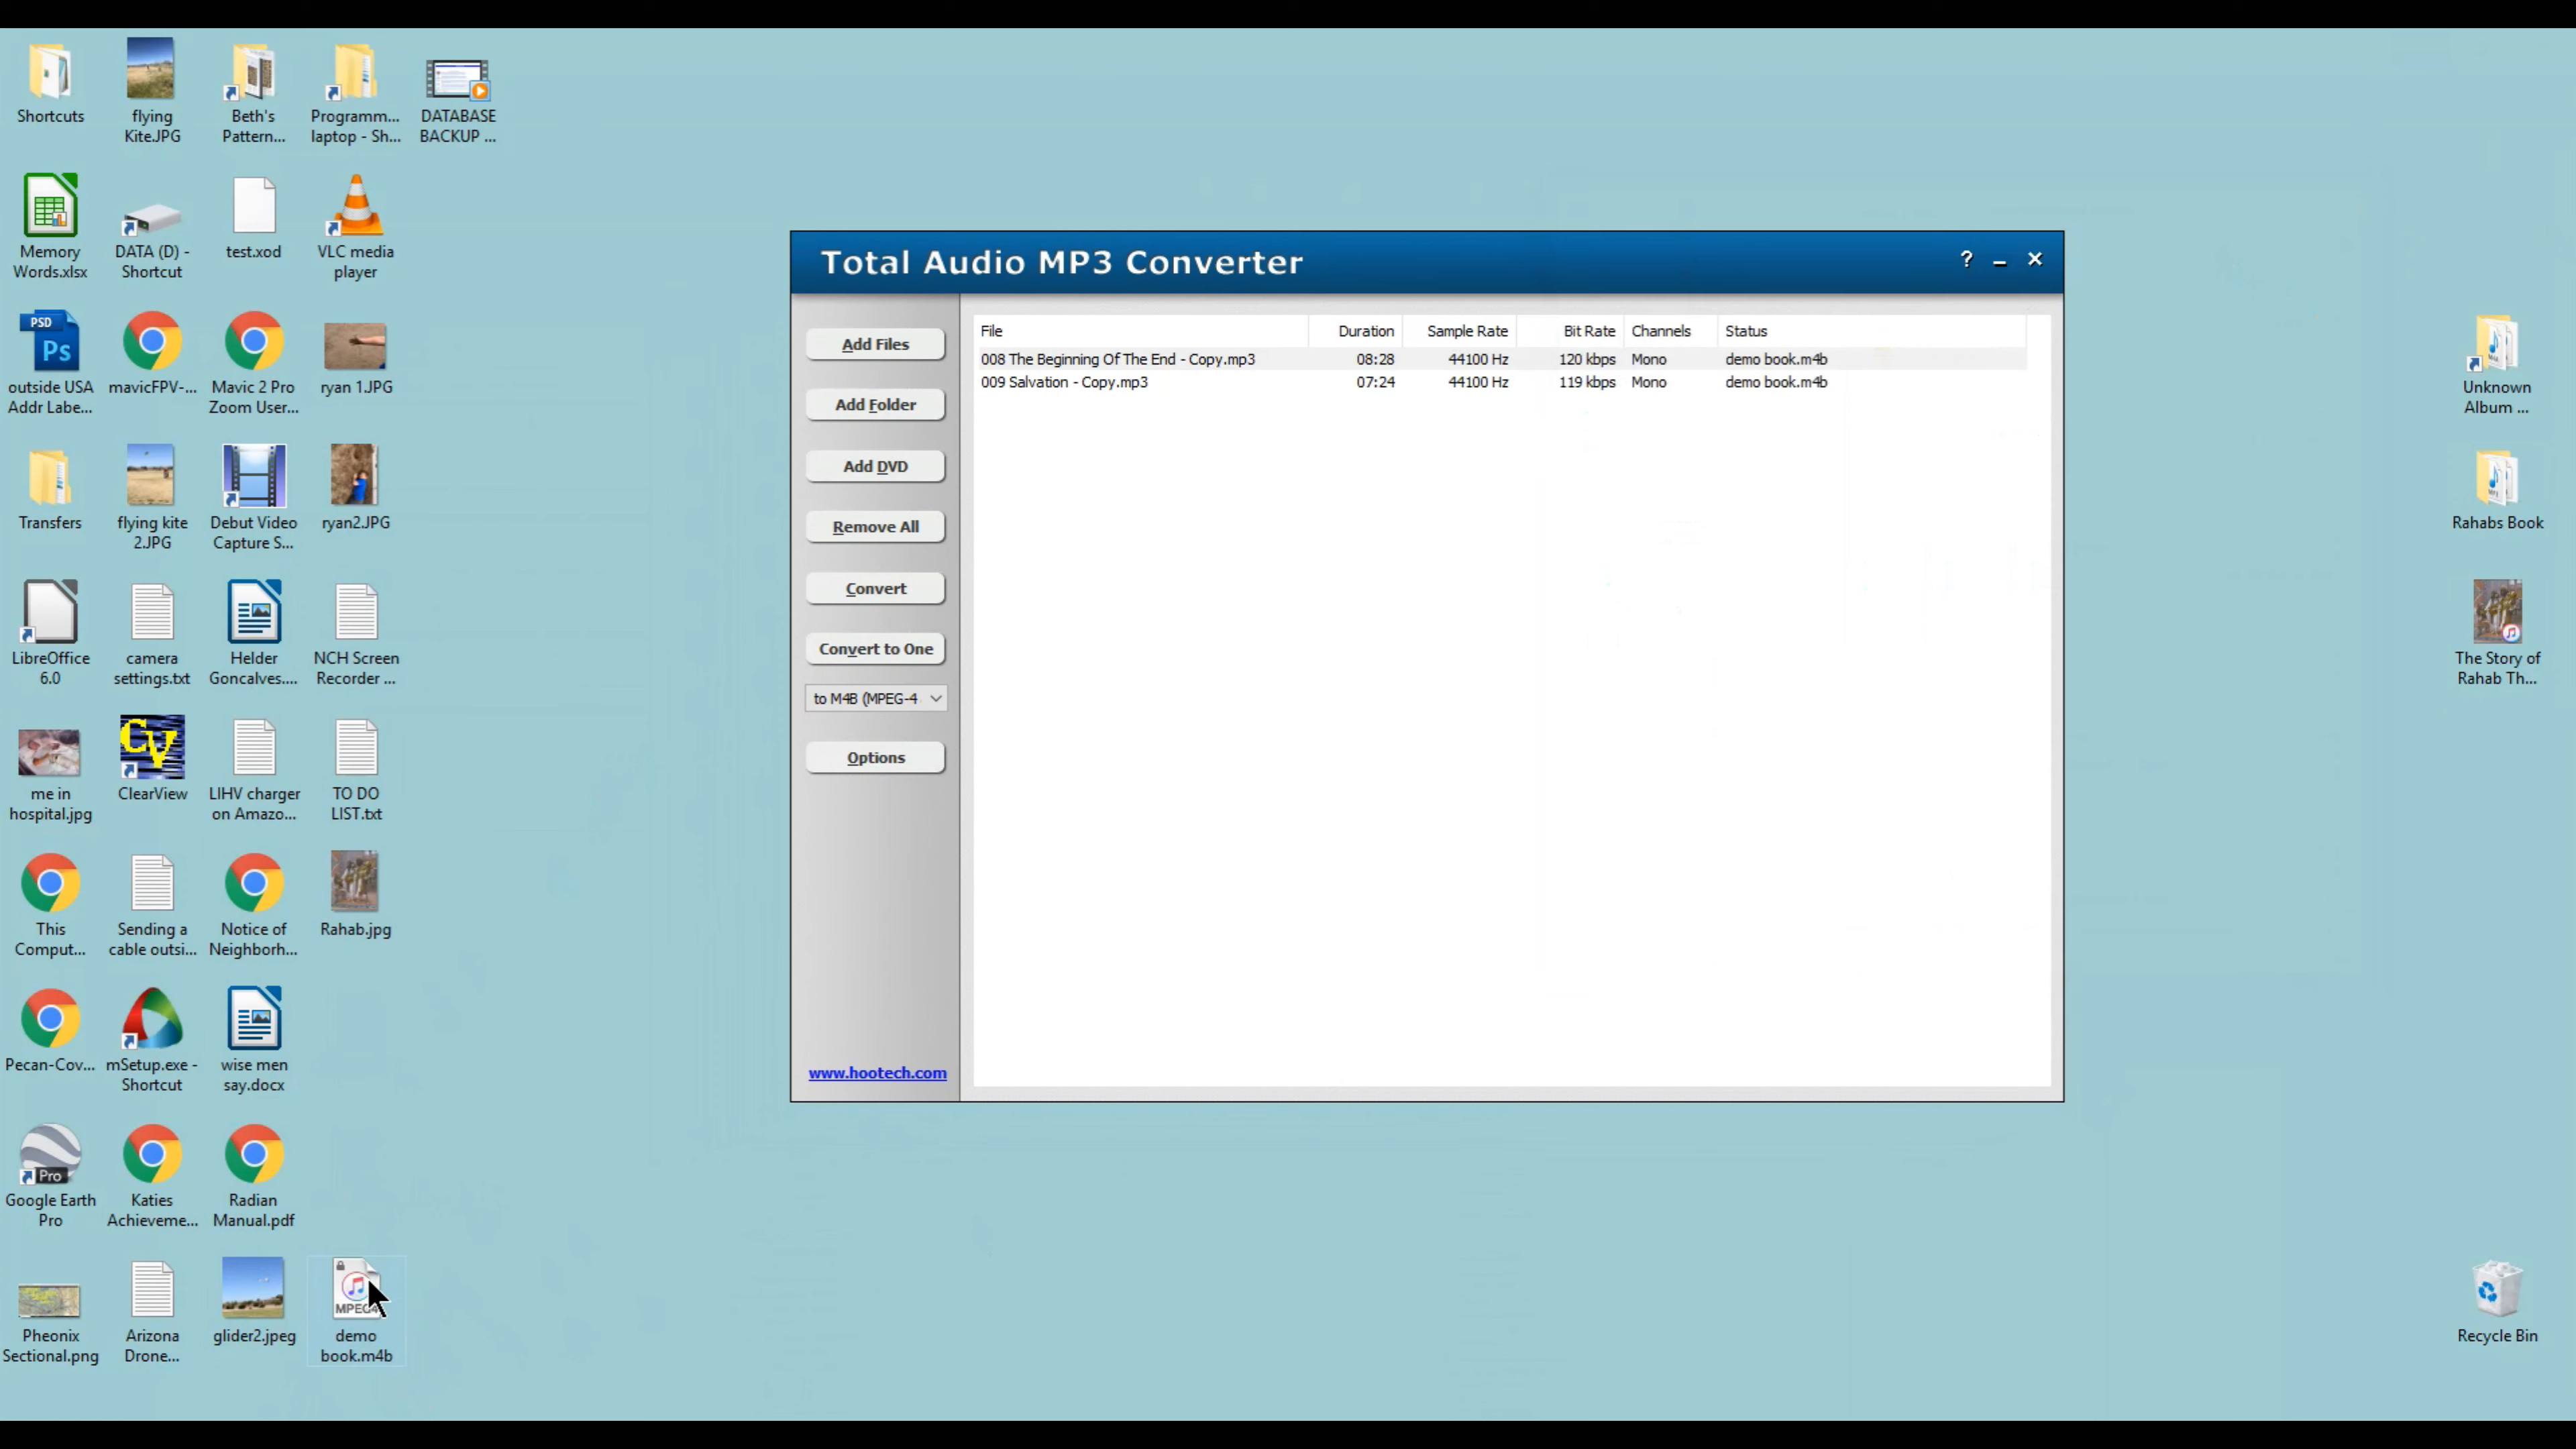 Shortcuts
flying
Kite.JPG
Beth's
Pattern...
Programm...
laptop - Sh...
DATABASE
BACKUP ...
Memory
Words.xlsx
DATA (D) -
Shortcut
test.xod
VLC media
player
PSD
Ps
outside USA
Addr Labe...
mavicFPV-...
Mavic 2 Pro
Zoom User...
ryan 1.JPG
Transfers
flying kite
2.JPG
Debut Video
Capture S...
ryan2.JPG
LibreOffice
6.0
camera
settings.txt
Helder
Goncalves....
NCH Screen
Recorder ...
me in
hospital.jpg
CV
ClearView
LIHV charger
on Amazo...
TO DO
LIST.txt
This
Comput...
Sending a
cable outsi...
Notice of
Neighborh...
Rahab.jpg
Pecan-Cov...
mSetup.exe -
Shortcut
wise men
say.docx
Pro
Google Earth
Pro
Katies
Achieveme...
Radian
Manual.pdf
Pheonix
Sectional.png
Arizona
Drone...
glider2.jpeg
MPEG4
demo
book.m4b
Total Audio MP3 Converter
?
Add Files
Add Folder
Add DVD
Remove All
Convert
Convert to One
to M4B (MPEG-4
Options
www.hootech.com
File Duration Sample Rate Bit Rate Channels Status
008 The Beginning Of The End - Copy.mp3 08:28 44100 Hz 120 kbps Mono demo book.m4b
009 Salvation - Copy.mp3 07:24 44100 Hz 119 kbps Mono demo book.m4b
Unknown
Album ...
Rahabs Book
The Story of
Rahab Th...
Recycle Bin